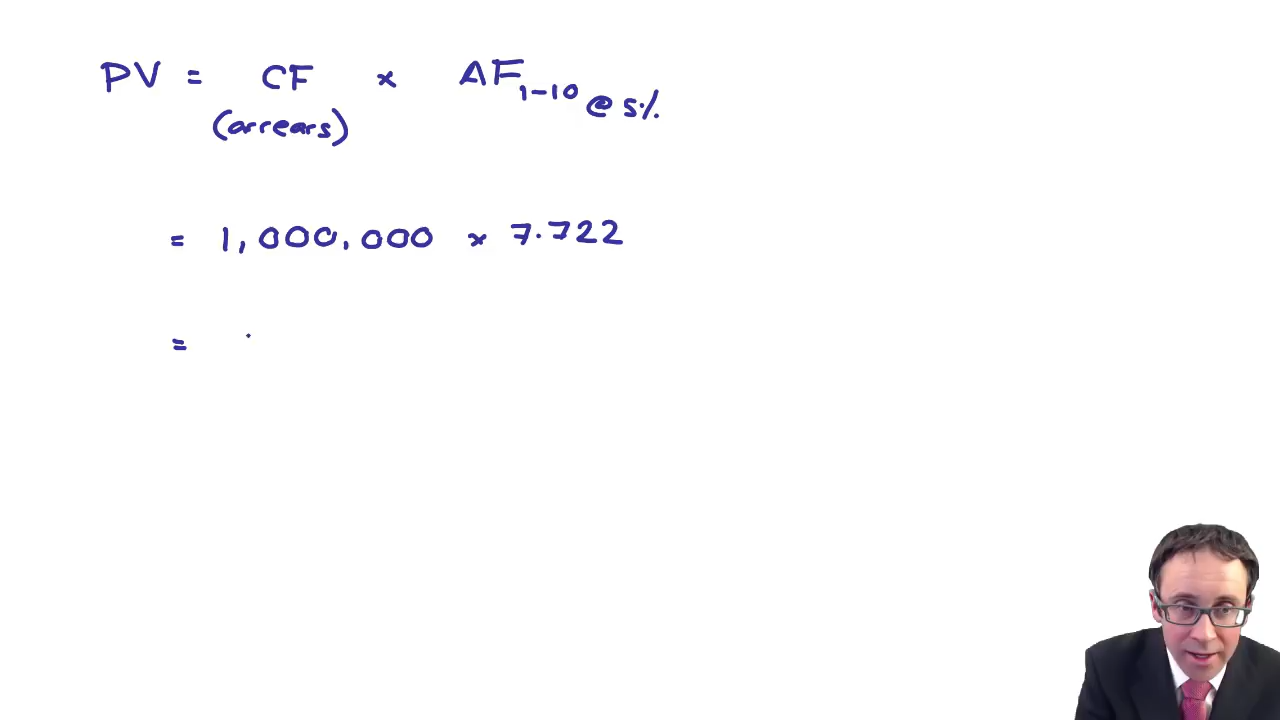 PV = CF × AF1-10 @ 5%
(arrears)
= 1,000,000 × 7.722
=